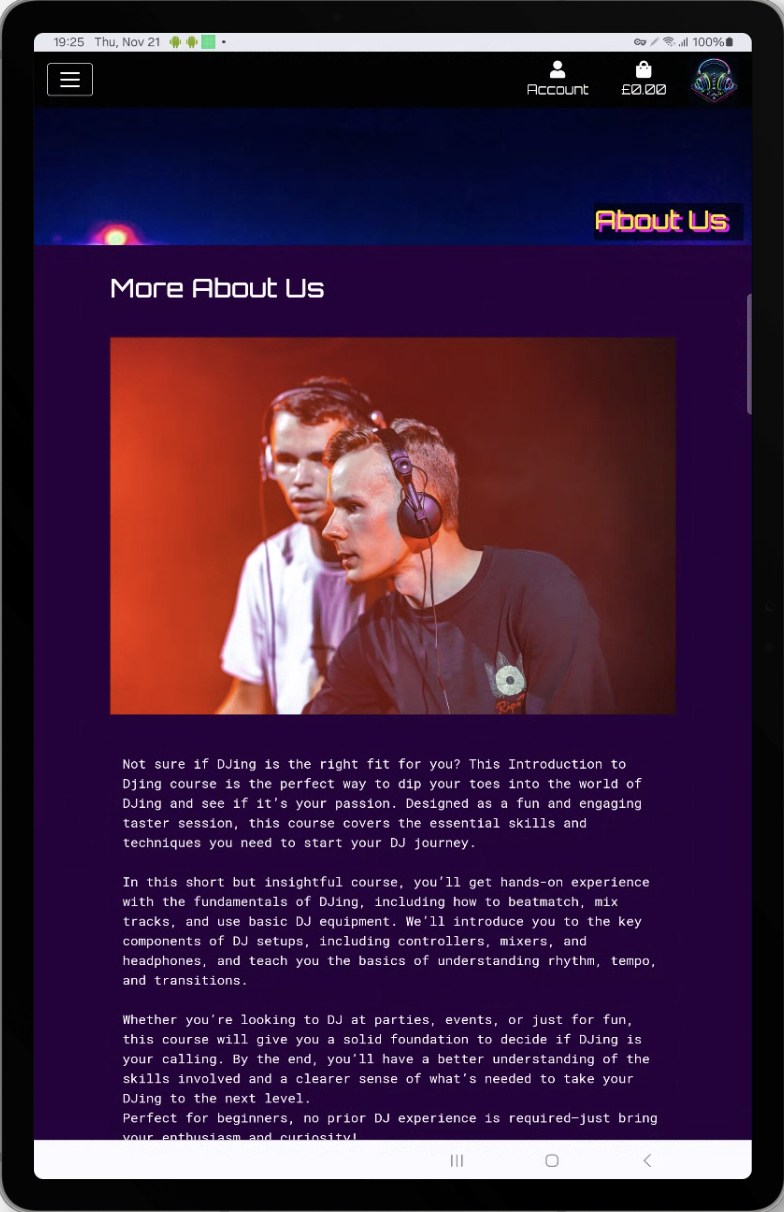 19:25 Thu, Nov 21
100%
Account
£0.00
About Us
More About Us
Not sure if DJing is the right fit for you? This Introduction to
Djing course is the perfect way to dip your toes into the world of
DJing and see if it’s your passion. Designed as a fun and engaging
taster session, this course covers the essential skills and
techniques you need to start your DJ journey.
In this short but insightful course, you’ll get hands-on experience
with the fundamentals of DJing, including how to beatmatch, mix
tracks, and use basic DJ equipment. We’ll introduce you to the key
components of DJ setups, including controllers, mixers, and
headphones, and teach you the basics of understanding rhythm, tempo,
and transitions.
Whether you’re looking to DJ at parties, events, or just for fun,
this course will give you a solid foundation to decide if DJing is
your calling. By the end, you’ll have a better understanding of the
skills involved and a clearer sense of what’s needed to take your
DJing to the next level.
Perfect for beginners, no prior DJ experience is required—just bring
your enthusiasm and curiosity!